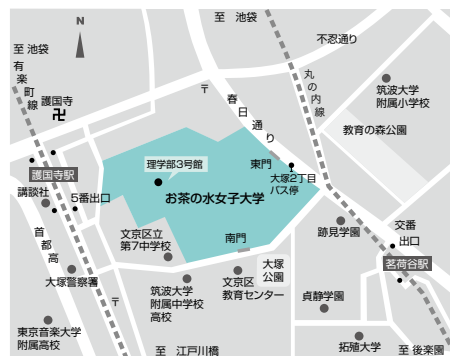 N
至 池袋
不忍通り
至 池袋
有楽町線
護国寺
卍
〒
春日通り
丸の内線
筑波大学
附属小学校
教育の森公園
理学部3号館
東門
大塚2丁目
バス停
お茶の水女子大学
護国寺駅
講談社
5番出口
文京区立
第7中学校
南門
跡見学園
交番
出口
茗荷谷駅
首都高
大塚警察署
〒
筑波大学
附属中学校
高校
文京区
教育センター
大塚
公園
貞静学園
東京音楽大学
附属高校
拓殖大学
至 江戸川橋
至 後楽園